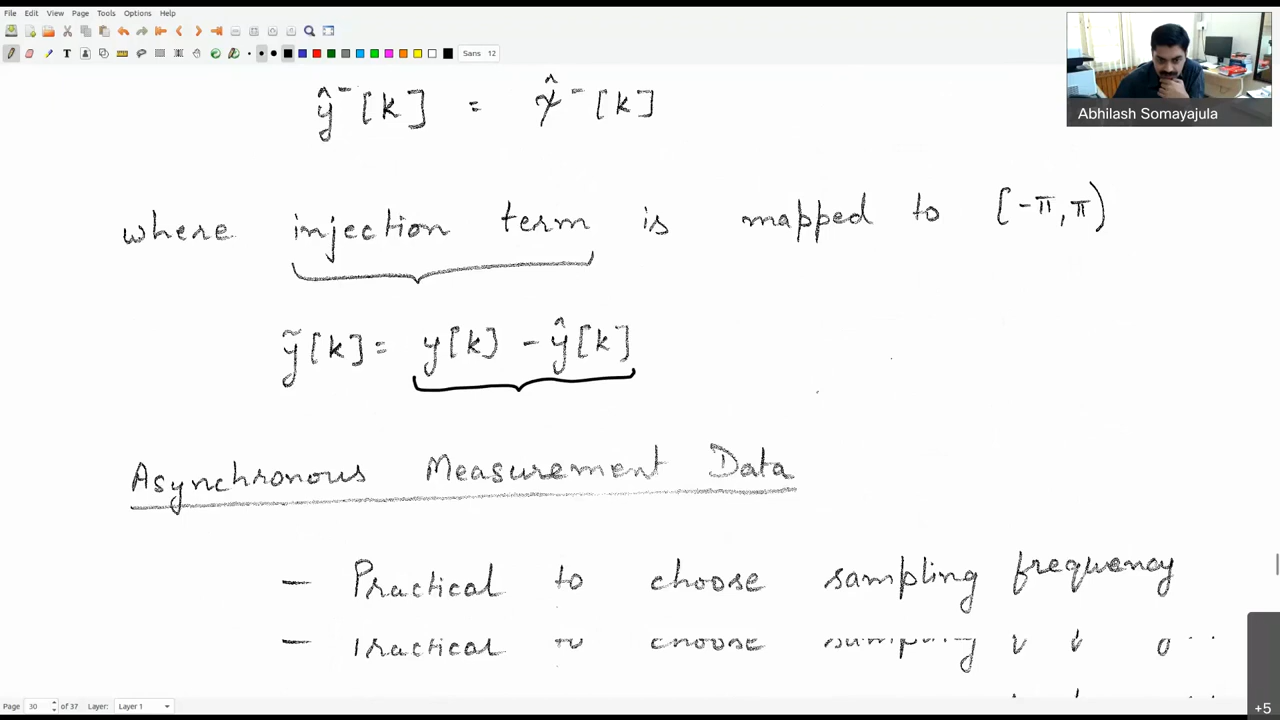 File Edit View Page Tools Options Help
Sans 12
Abhilash Somayajula
ŷ⁻[k] = ψ̂⁻[k]
where injection term is mapped to [-π, π)
ỹ[k] = y[k] - ŷ[k]
Asynchronous Measurement Data
- Practical to choose sampling frequency
- Practical to choose sampling
Page 30 of 37 Layer: Layer 1
+5